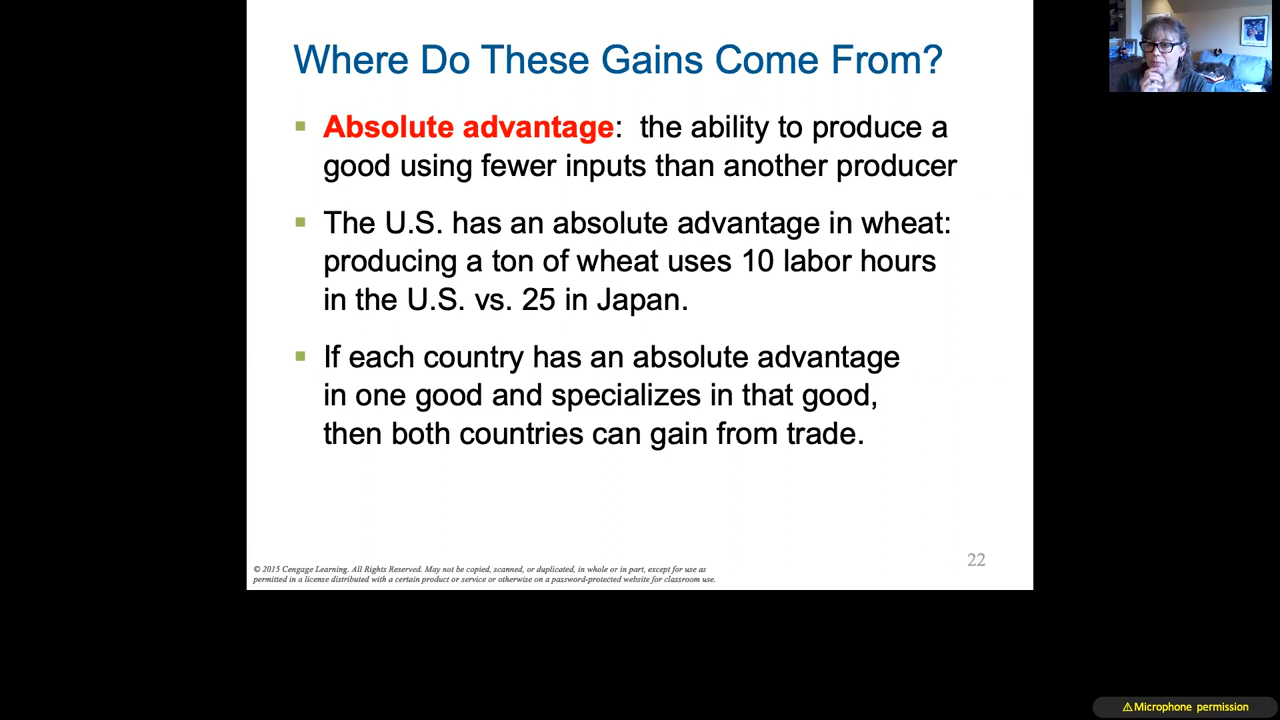 Where Do These Gains Come From?
Absolute advantage: the ability to produce a
good using fewer inputs than another producer
The U.S. has an absolute advantage in wheat:
producing a ton of wheat uses 10 labor hours
in the U.S. vs. 25 in Japan.
If each country has an absolute advantage
in one good and specializes in that good,
then both countries can gain from trade.
22
© 2015 Cengage Learning. All Rights Reserved. May not be copied, scanned, or duplicated, in whole or in part, except for use as
permitted in a license distributed with a certain product or service or otherwise on a password-protected website for classroom use.
⚠Microphone permission